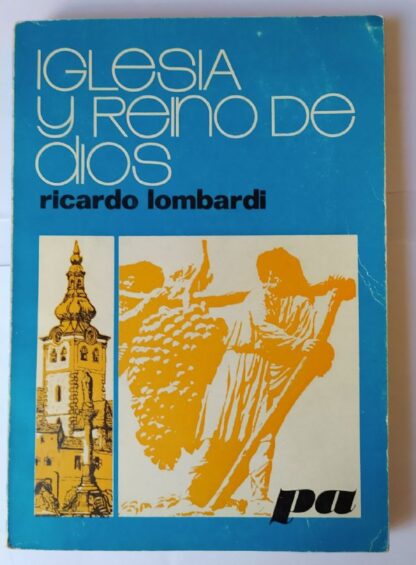 IGLESIA
y REINO DE
DIOS
ricardo lombardi
pa